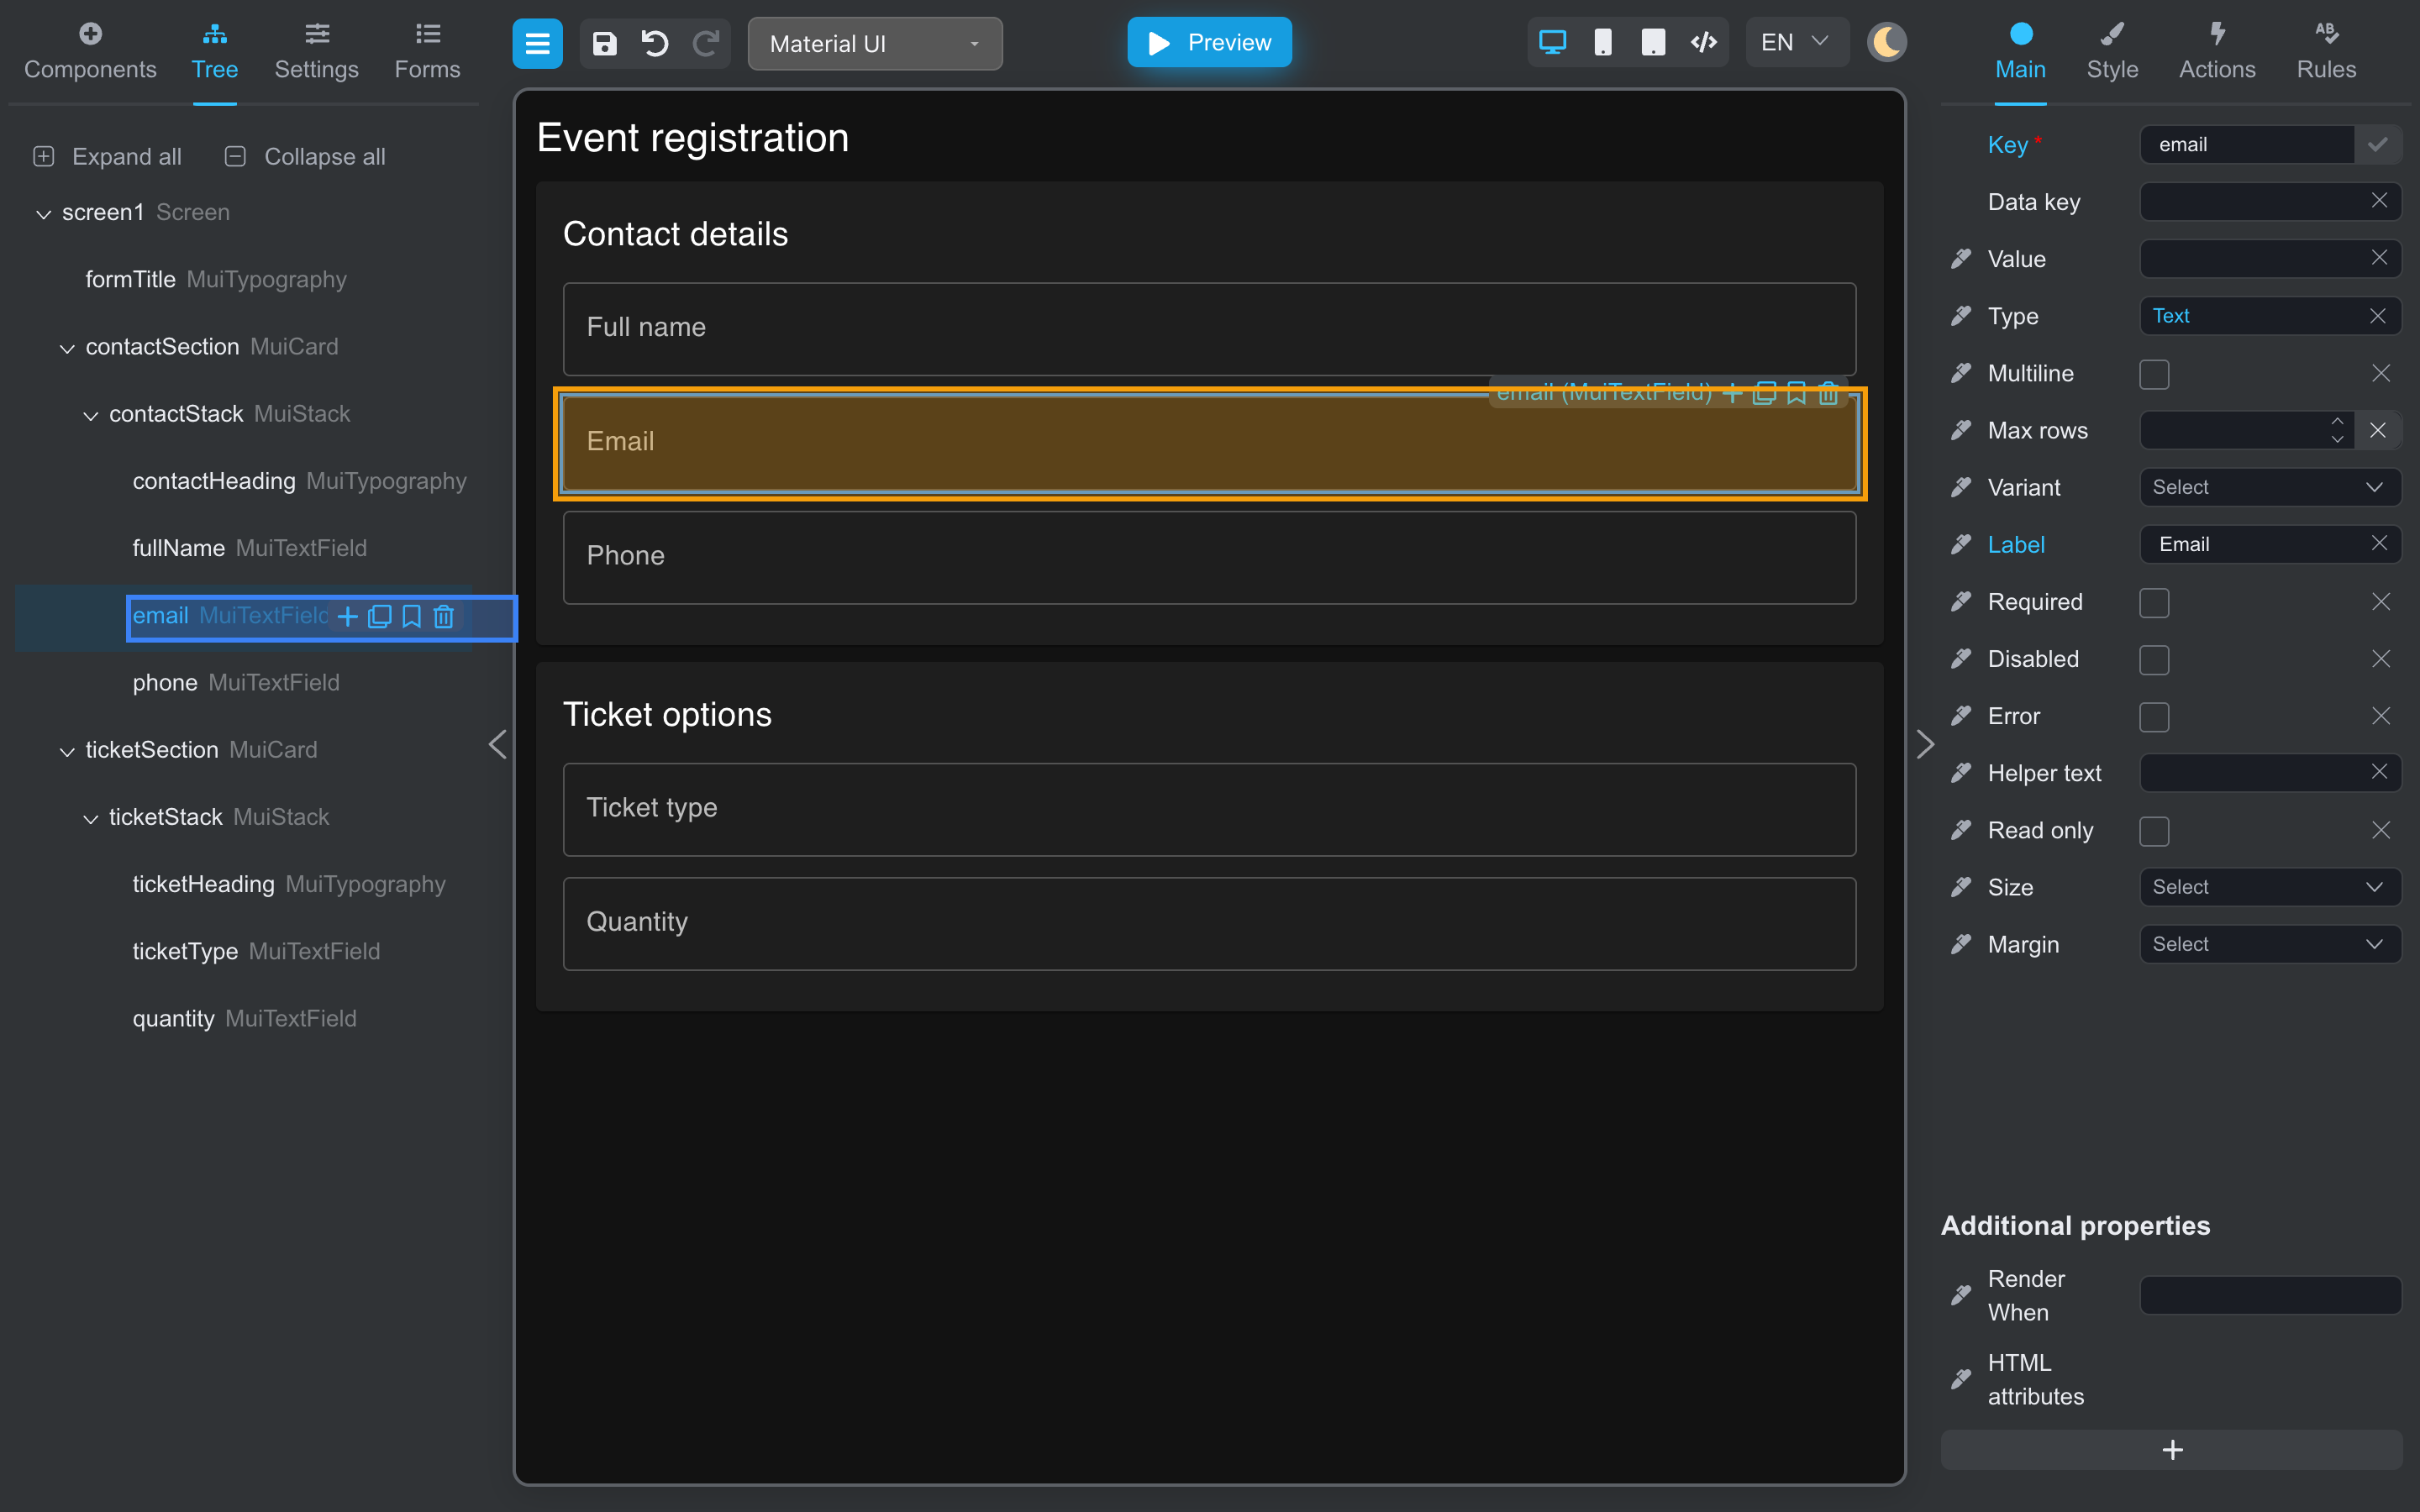 Components Tree Settings Forms
Material UI
Preview
EN
Main Style Actions Rules
Expand all Collapse all
screen1 Screen
formTitle MuiTypography
contactSection MuiCard
contactStack MuiStack
contactHeading MuiTypography
fullName MuiTextField
email MuiTextField
phone MuiTextField
ticketSection MuiCard
ticketStack MuiStack
ticketHeading MuiTypography
ticketType MuiTextField
quantity MuiTextField
Event registration
Contact details
Full name
email (MuiTextField)
Email
Phone
Ticket options
Ticket type
Quantity
Key * email
Data key
Value
Type Text
Multiline
Max rows
Variant Select
Label Email
Required
Disabled
Error
Helper text
Read only
Size Select
Margin Select
Additional properties
Render
When
HTML
attributes